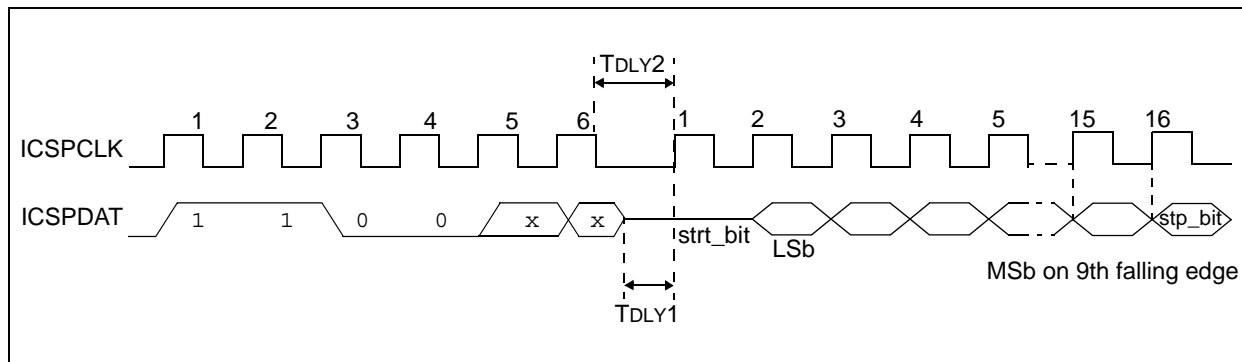 TDLY2
1 2 3 4 5 6 1 2 3 4 5 15 16
ICSPCLK
ICSPDAT 1 1 0 0 x x strt_bit LSb stp_bit
MSb on 9th falling edge
TDLY1